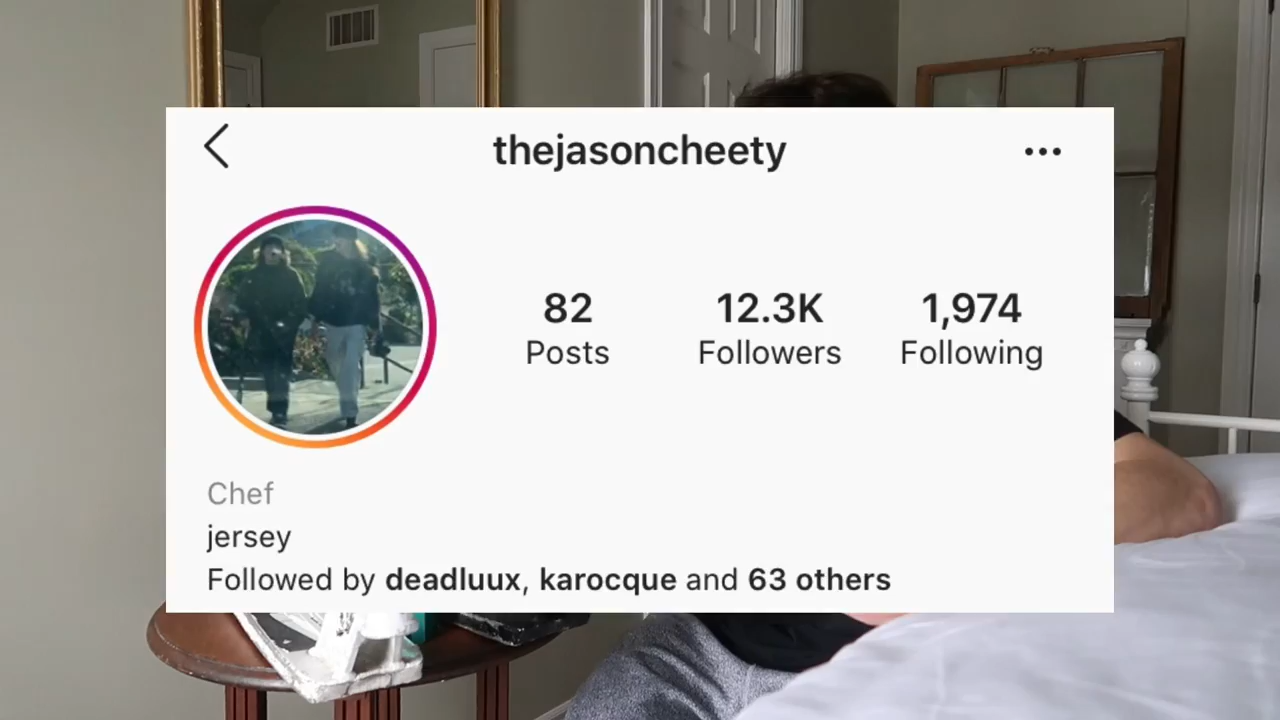 thejasoncheety
82 12.3K 1,974
Posts Followers Following
Chef
jersey
Followed by deadluux, karocque and 63 others